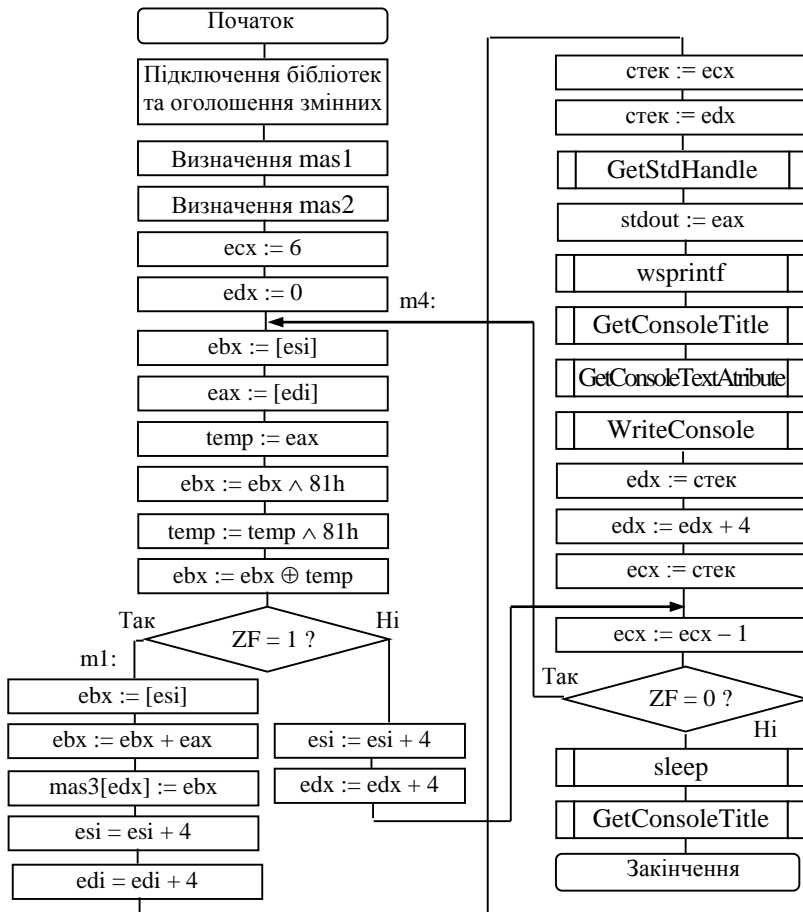 Початок
Підключення бібліотек
та оголошення змінних
Визначення mas1
Визначення mas2
ecx := 6
edx := 0
m4:
ebx := [esi]
eax := [edi]
temp := eax
ebx := ebx ∧ 81h
temp := temp ∧ 81h
ebx := ebx ⊕ temp
Так
ZF = 1 ?
Ні
m1:
ebx := [esi]
ebx := ebx + eax
mas3[edx] := ebx
esi = esi + 4
edi = edi + 4
esi := esi + 4
edx := edx + 4
стек := ecx
стек := edx
GetStdHandle
stdout := eax
wsprintf
GetConsoleTitle
GetConsoleTextAtribute
WriteConsole
edx := стек
edx := edx + 4
ecx := стек
ecx := ecx – 1
Так
ZF = 0 ?
Ні
sleep
GetConsoleTitle
Закінчення